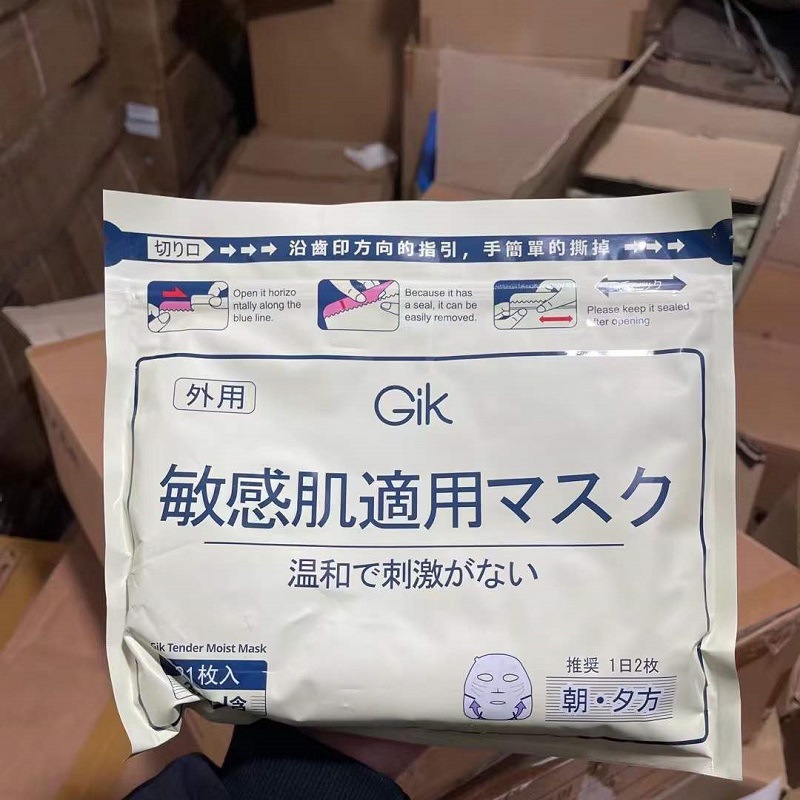 切り口 沿齒印方向的指引，手簡單的撕掉
Open it horizo
ntally along the
blue line.
Because it has
a seal, it can be
easily removed.
Please keep it sealed
after opening
外用
Gik
敏感肌適用マスク
温和で刺激がない
Gik Tender Moist Mask
枚入
推奨 1日2枚
朝・夕方